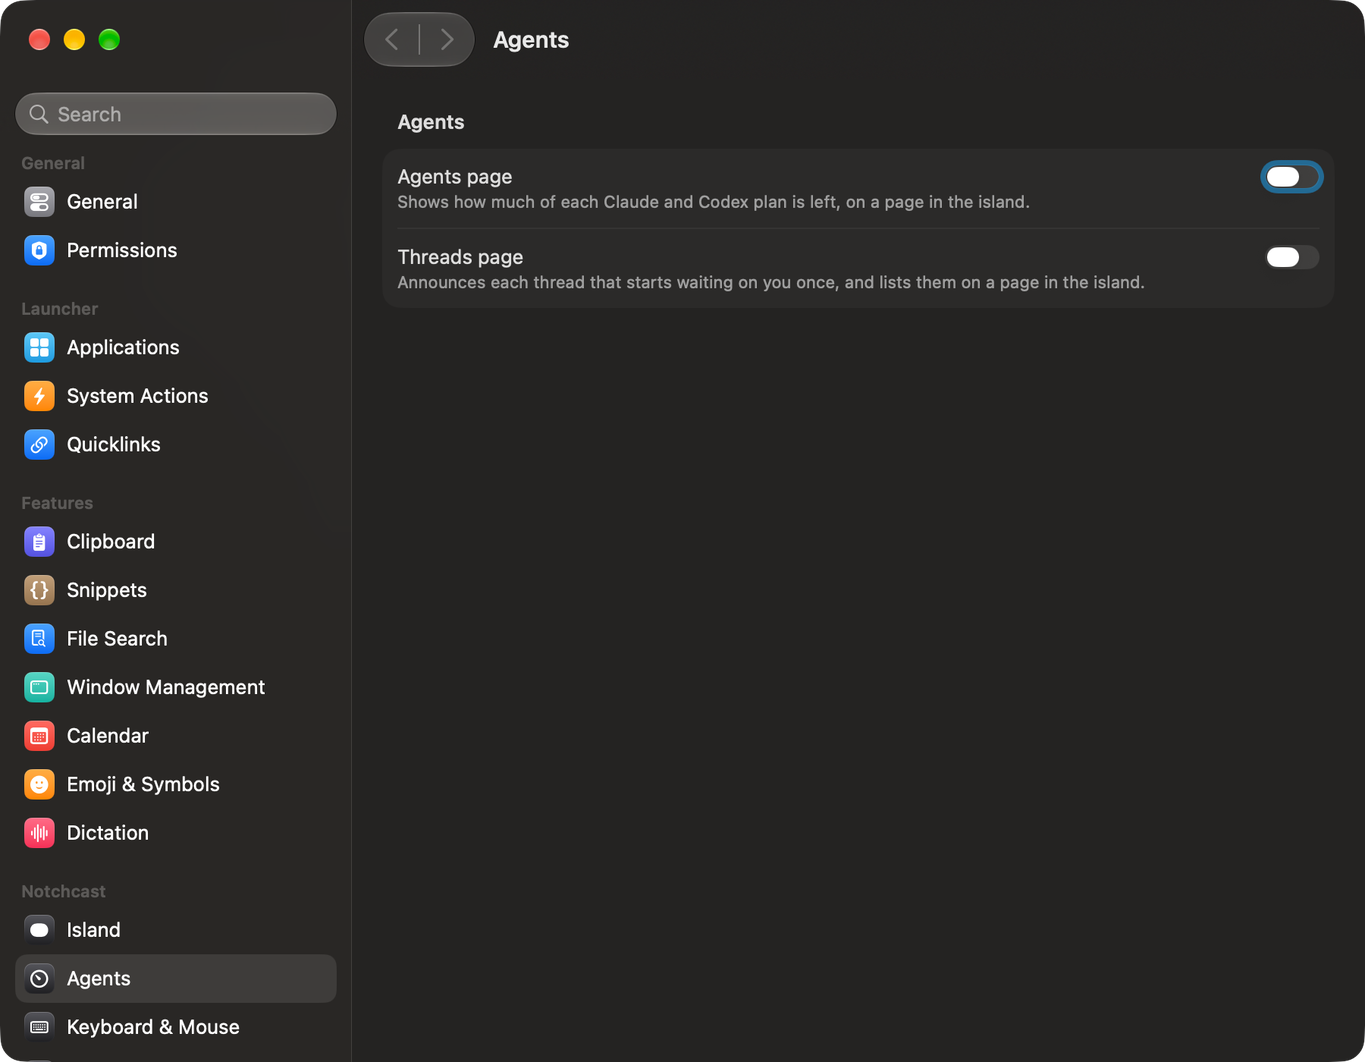 Agents
Search
General
General
Permissions
Launcher
Applications
System Actions
Quicklinks
Features
Clipboard
Snippets
File Search
Window Management
Calendar
Emoji & Symbols
Dictation
Notchcast
Island
Agents
Keyboard & Mouse
Agents
Agents page
Shows how much of each Claude and Codex plan is left, on a page in the island.
Threads page
Announces each thread that starts waiting on you once, and lists them on a page in the island.